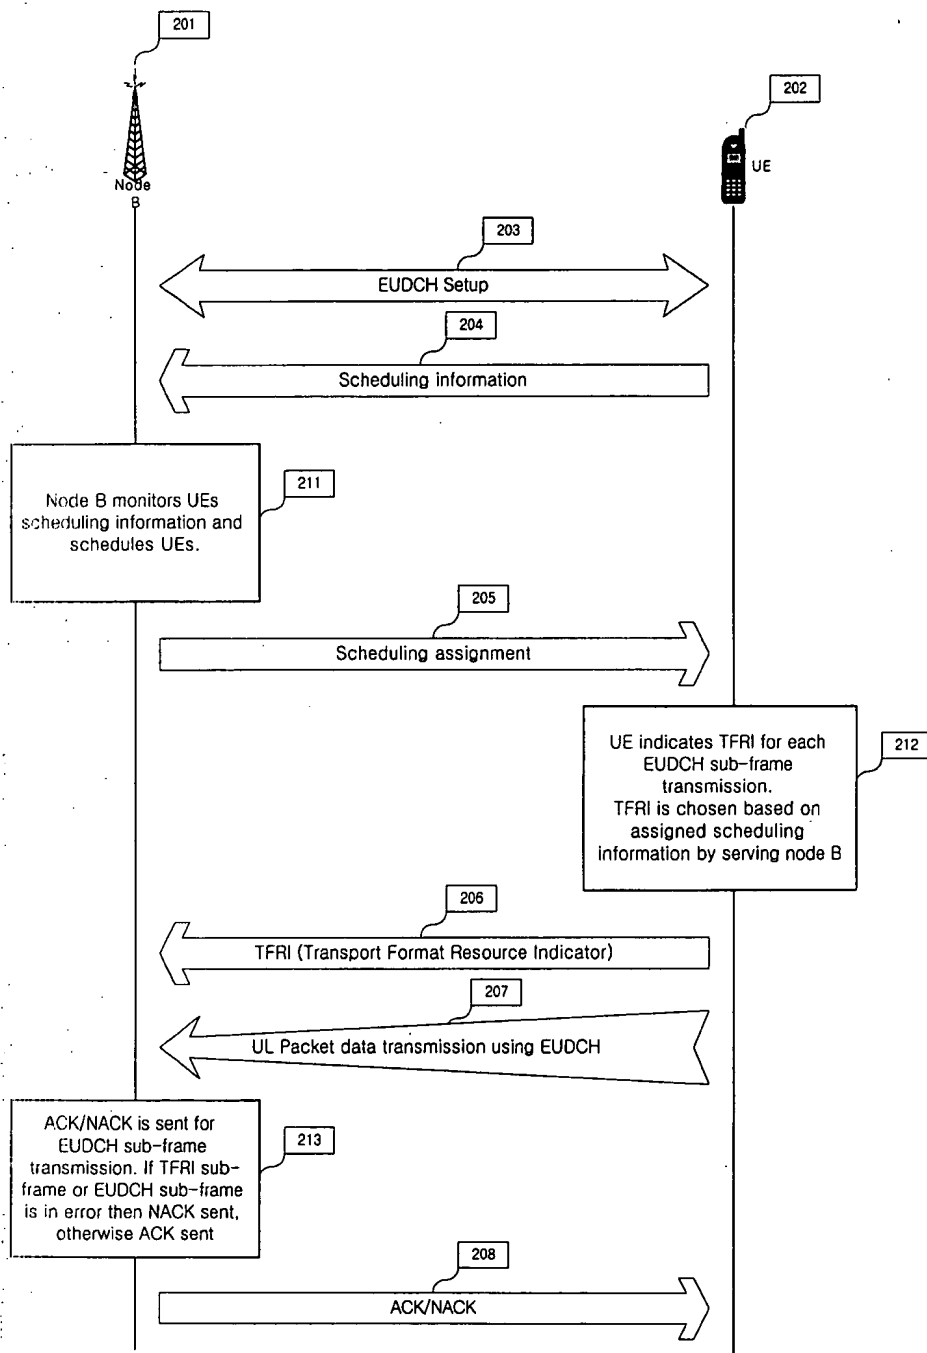 201
202
Node
B
UE
203
EUDCH Setup
204
Scheduling information
Node B monitors UEs
scheduling information and
schedules UEs.
211
205
Scheduling assignment
UE indicates TFRI for each
EUDCH sub-frame
transmission.
TFRI is chosen based on
assigned scheduling
information by serving node B
212
206
TFRI (Transport Format Resource Indicator)
207
UL Packet data transmission using EUDCH
ACK/NACK is sent for
EUDCH sub-frame
transmission. If TFRI sub-
frame or EUDCH sub-frame
is in error then NACK sent,
otherwise ACK sent
213
208
ACK/NACK